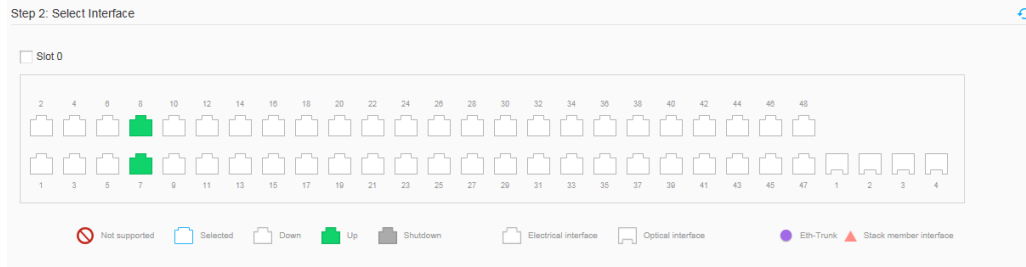 Step 2: Select Interface
Slot 0
2 4 6 8 10 12 14 16 18 20 22 24 26 28 30 32 34 36 38 40 42 44 46 48
1 3 5 7 9 11 13 15 17 19 21 23 25 27 29 31 33 35 37 39 41 43 45 47 1 2 3 4
Not supported Selected Down Up Shutdown Electrical interface Optical interface Eth-Trunk Stack member interface